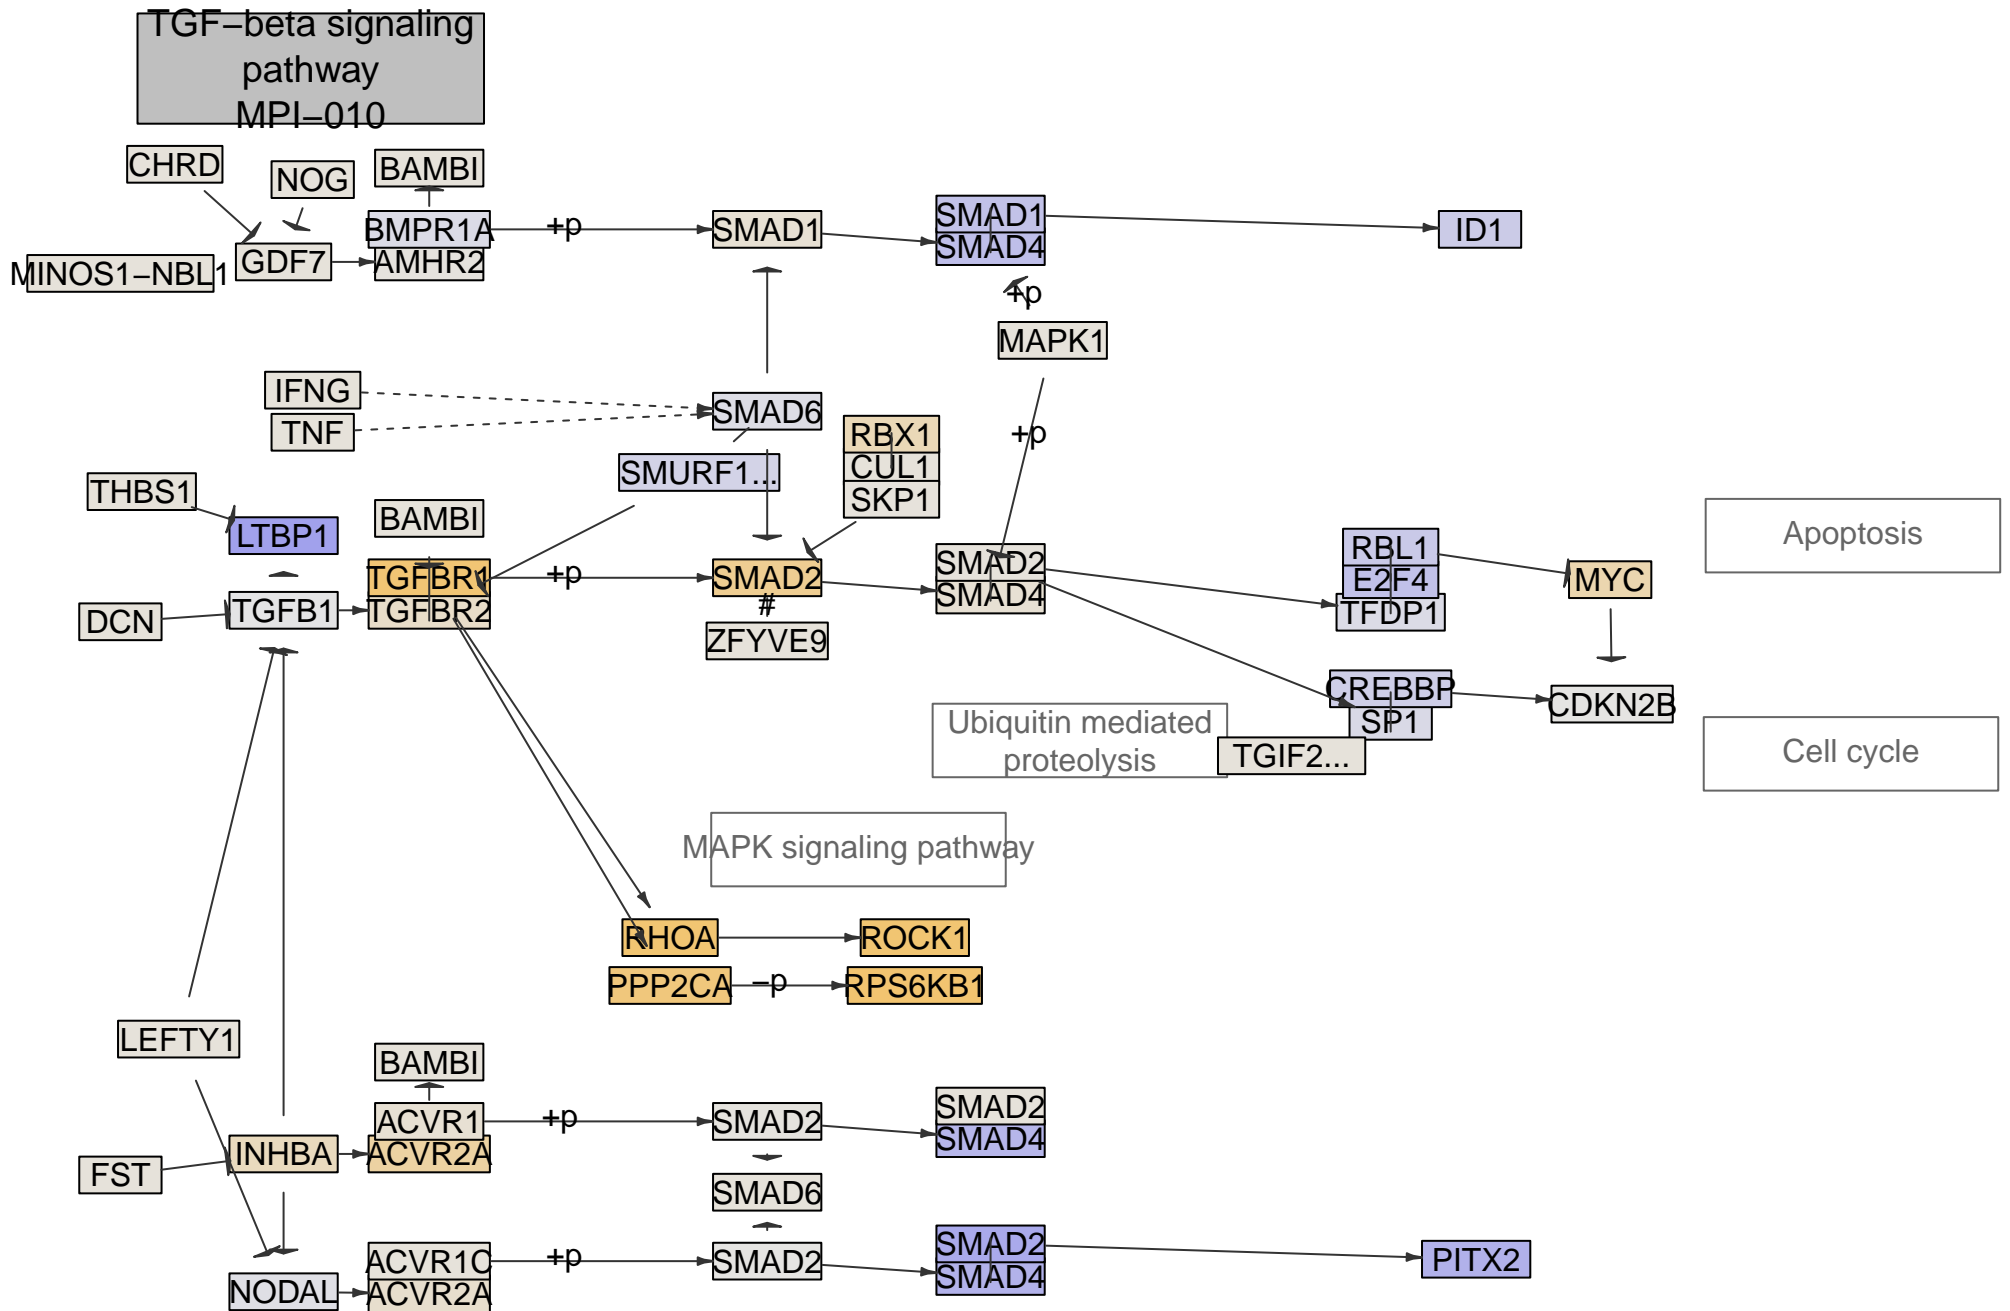 TGF−beta signaling
pathway
MPI−010
CHRD
NOG
BAMBI
BMPR1A
+p
SMAD1
SMAD1
SMAD4
ID1
MINOS1−NBL1
GDF7
AMHR2
+p
MAPK1
IFNG
TNF
SMAD6
RBX1
CUL1
SKP1
+p
SMURF1...
THBS1
LTBP1
BAMBI
TGFBR1
TGFBR2
+p
SMAD2
#
ZFYVE9
SMAD2
SMAD4
RBL1
E2F4
TFDP1
MYC
Apoptosis
DCN
TGFB1
CREBBP
SP1
TGIF2...
CDKN2B
Ubiquitin mediated
proteolysis
Cell cycle
MAPK signaling pathway
RHOA
ROCK1
PPP2CA
−p
RPS6KB1
LEFTY1
BAMBI
ACVR1
ACVR2A
+p
SMAD2
SMAD2
SMAD4
INHBA
FST
SMAD6
ACVR1C
ACVR2A
+p
SMAD2
SMAD2
SMAD4
PITX2
NODAL